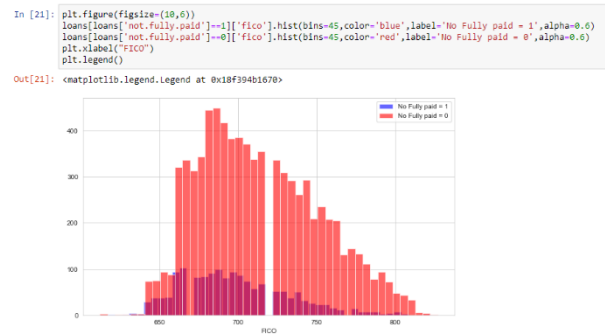 In [21]: plt.figure(figsize=(10,6))
loans[loans['not.fully.paid']==1]['fico'].hist(bins=45,color='blue',label='No Fully paid = 1',alpha=0.6)
loans[loans['not.fully.paid']==0]['fico'].hist(bins=45,color='red',label='No Fully paid = 0',alpha=0.6)
plt.xlabel("FICO")
plt.legend()
Out[21]: <matplotlib.legend.Legend at 0x18f394b1670>
No Fully paid = 1
No Fully paid = 0
400
300
200
100
0
650 700 750 800
FICO